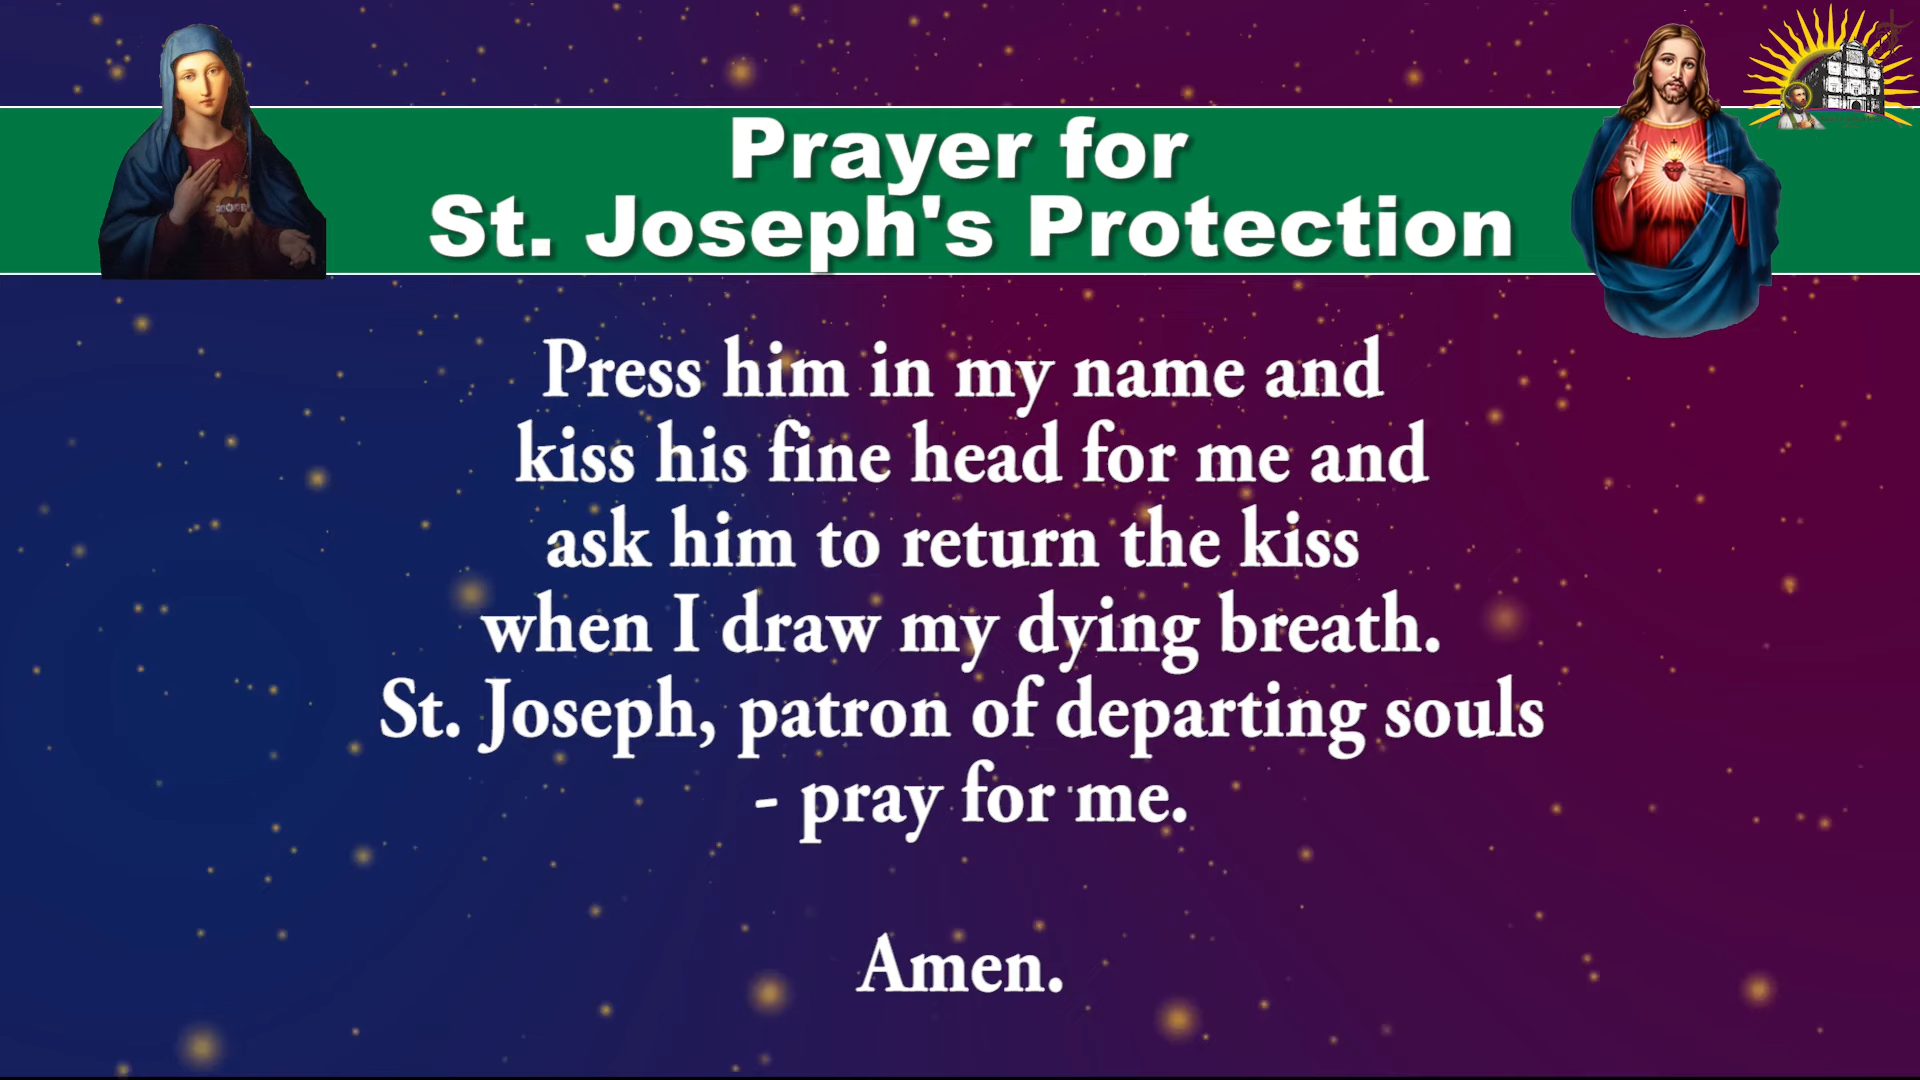 Prayer for
St. Joseph's Protection
Press him in my name and
kiss his fine head for me and
ask him to return the kiss
when I draw my dying breath.
St. Joseph, patron of departing souls
- pray for me.
Amen.